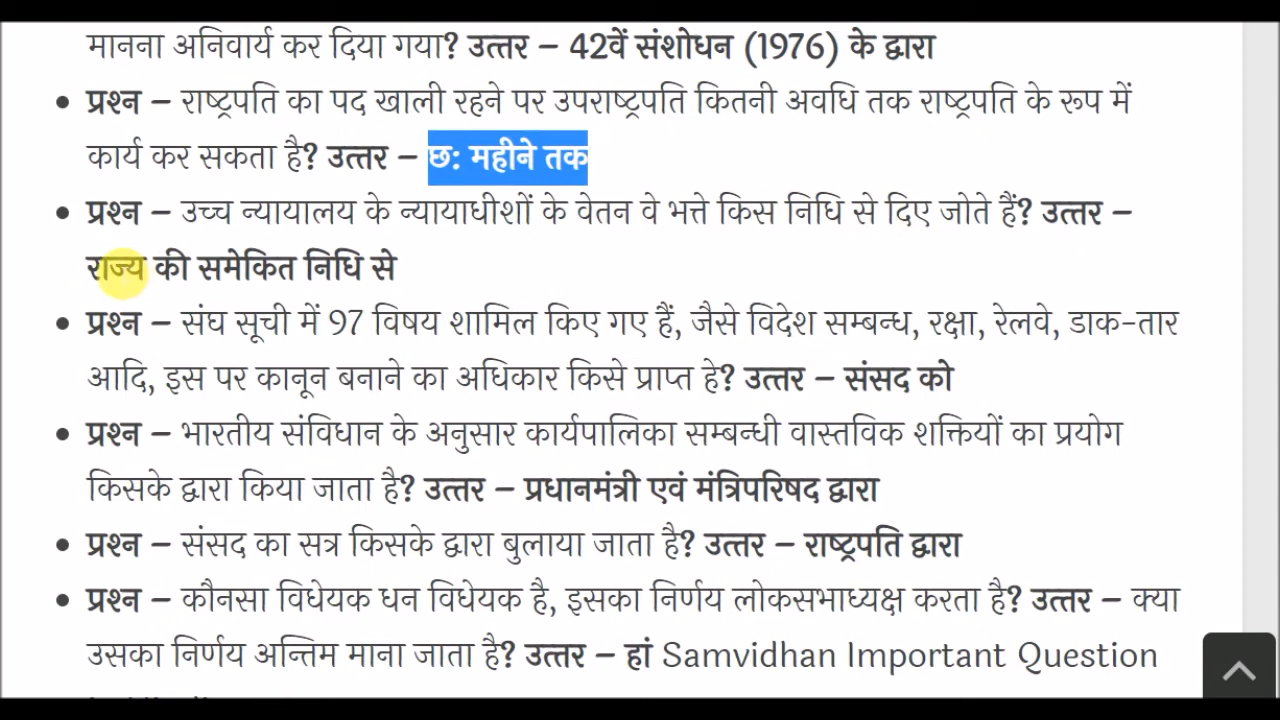 मानना अनिवार्य कर दिया गया? उत्तर – 42वें संशोधन (1976) के द्वारा
• प्रश्न – राष्ट्रपति का पद खाली रहने पर उपराष्ट्रपति कितनी अवधि तक राष्ट्रपति के रूप में
कार्य कर सकता है? उत्तर – छ: महीने तक
• प्रश्न – उच्च न्यायालय के न्यायाधीशों के वेतन वे भत्ते किस निधि से दिए जोते हैं? उत्तर –
राज्य की समेकित निधि से
• प्रश्न – संघ सूची में 97 विषय शामिल किए गए हैं, जैसे विदेश सम्बन्ध, रक्षा, रेलवे, डाक-तार
आदि, इस पर कानून बनाने का अधिकार किसे प्राप्त हे? उत्तर – संसद को
• प्रश्न – भारतीय संविधान के अनुसार कार्यपालिका सम्बन्धी वास्तविक शक्तियों का प्रयोग
किसके द्वारा किया जाता है? उत्तर – प्रधानमंत्री एवं मंत्रिपरिषद द्वारा
• प्रश्न – संसद का सत्र किसके द्वारा बुलाया जाता है? उत्तर – राष्ट्रपति द्वारा
• प्रश्न – कौनसा विधेयक धन विधेयक है, इसका निर्णय लोकसभाध्यक्ष करता है? उत्तर – क्या
उसका निर्णय अन्तिम माना जाता है? उत्तर – हां Samvidhan Important Question